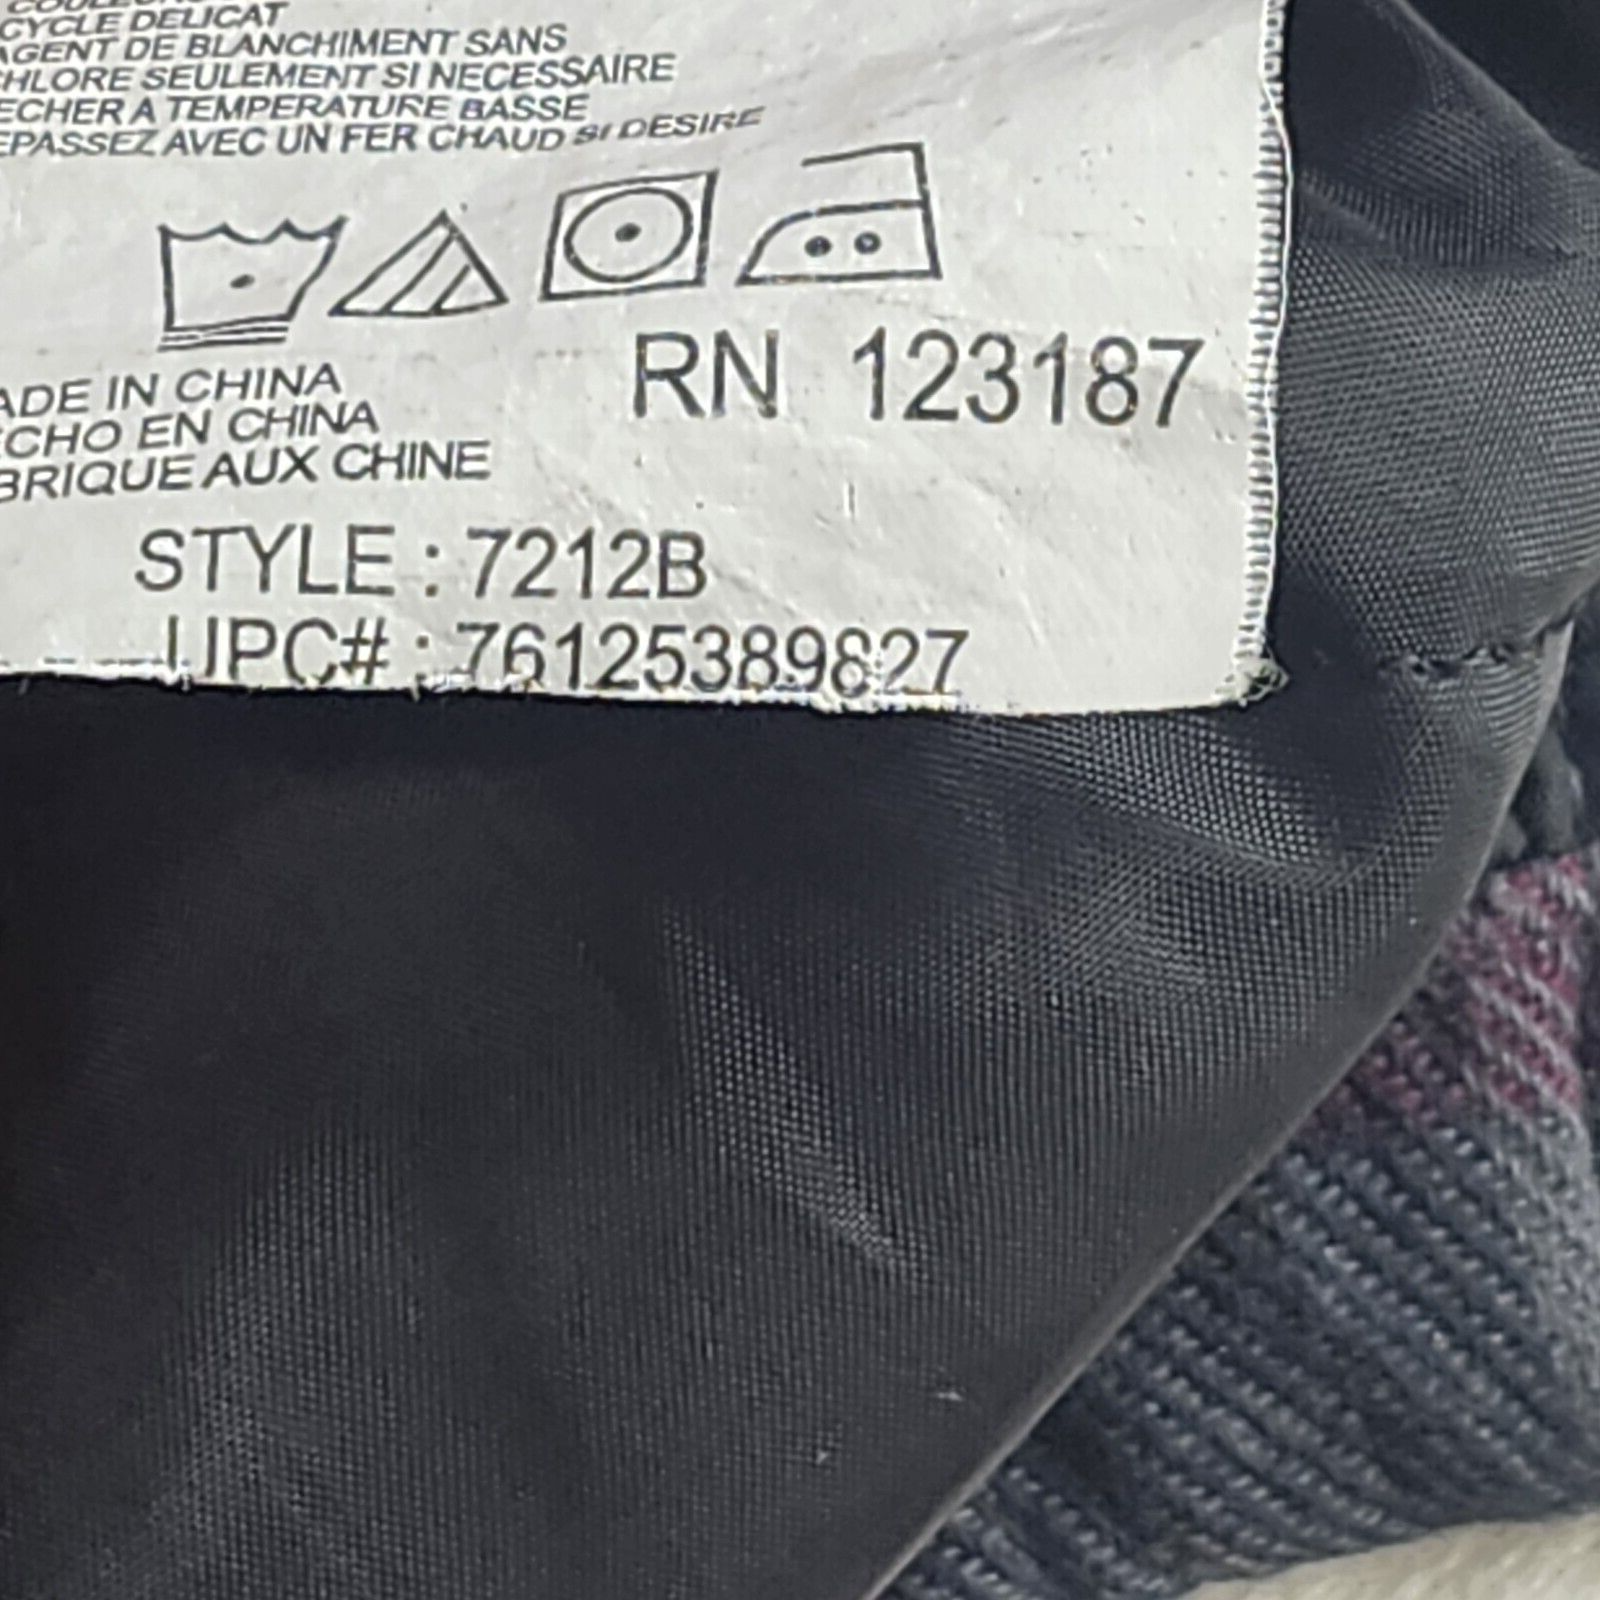 CYCLE DELICAT
AGENT DE BLANCHIMENT SANS
CHLORE SEULEMENT SI NECESSAIRE
ECHER A TEMPERATURE BASSE
EPASSEZ AVEC UN FER CHAUD SI DESIRE
RN 123187
ADE IN CHINA
ECHO EN CHINA
BRIQUE AUX CHINE
STYLE : 7212B
UPC# : 76125389827